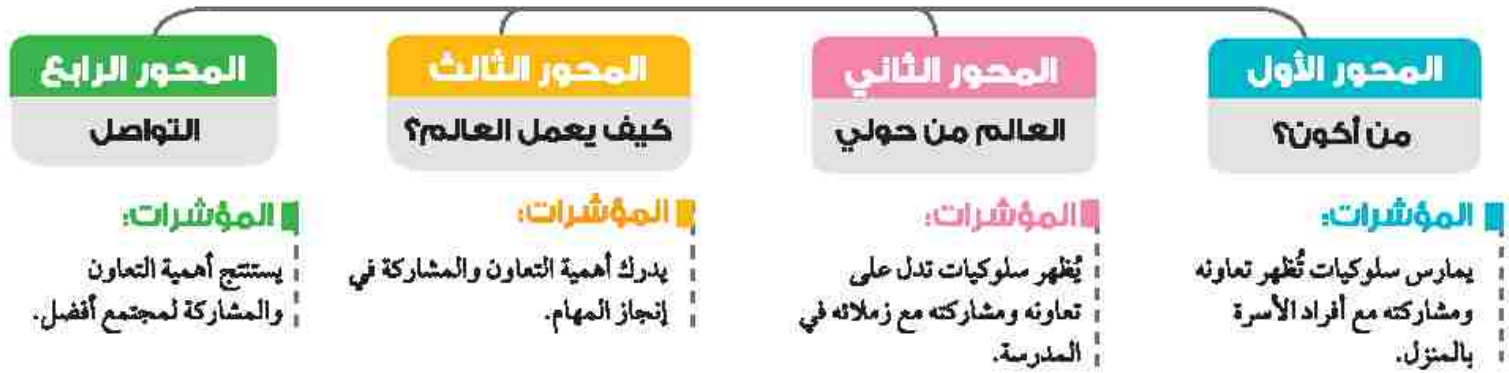 المحور الأول
من أكون؟
المؤشرات:
يمارس سلوكيات تُظهر تعاونه
ومشاركته مع أفراد الأسرة
بالمنزل.
المحور الثاني
العالم من حولي
المؤشرات:
يُظهر سلوكيات تدل على
تعاونه ومشاركته مع زملائه في
المدرسة.
المحور الثالث
كيف يعمل العالم؟
المؤشرات:
يدرك أهمية التعاون والمشاركة في
إنجاز المهام.
المحور الرابع
التواصل
المؤشرات:
يستنتج أهمية التعاون
والمشاركة لمجتمع أفضل.